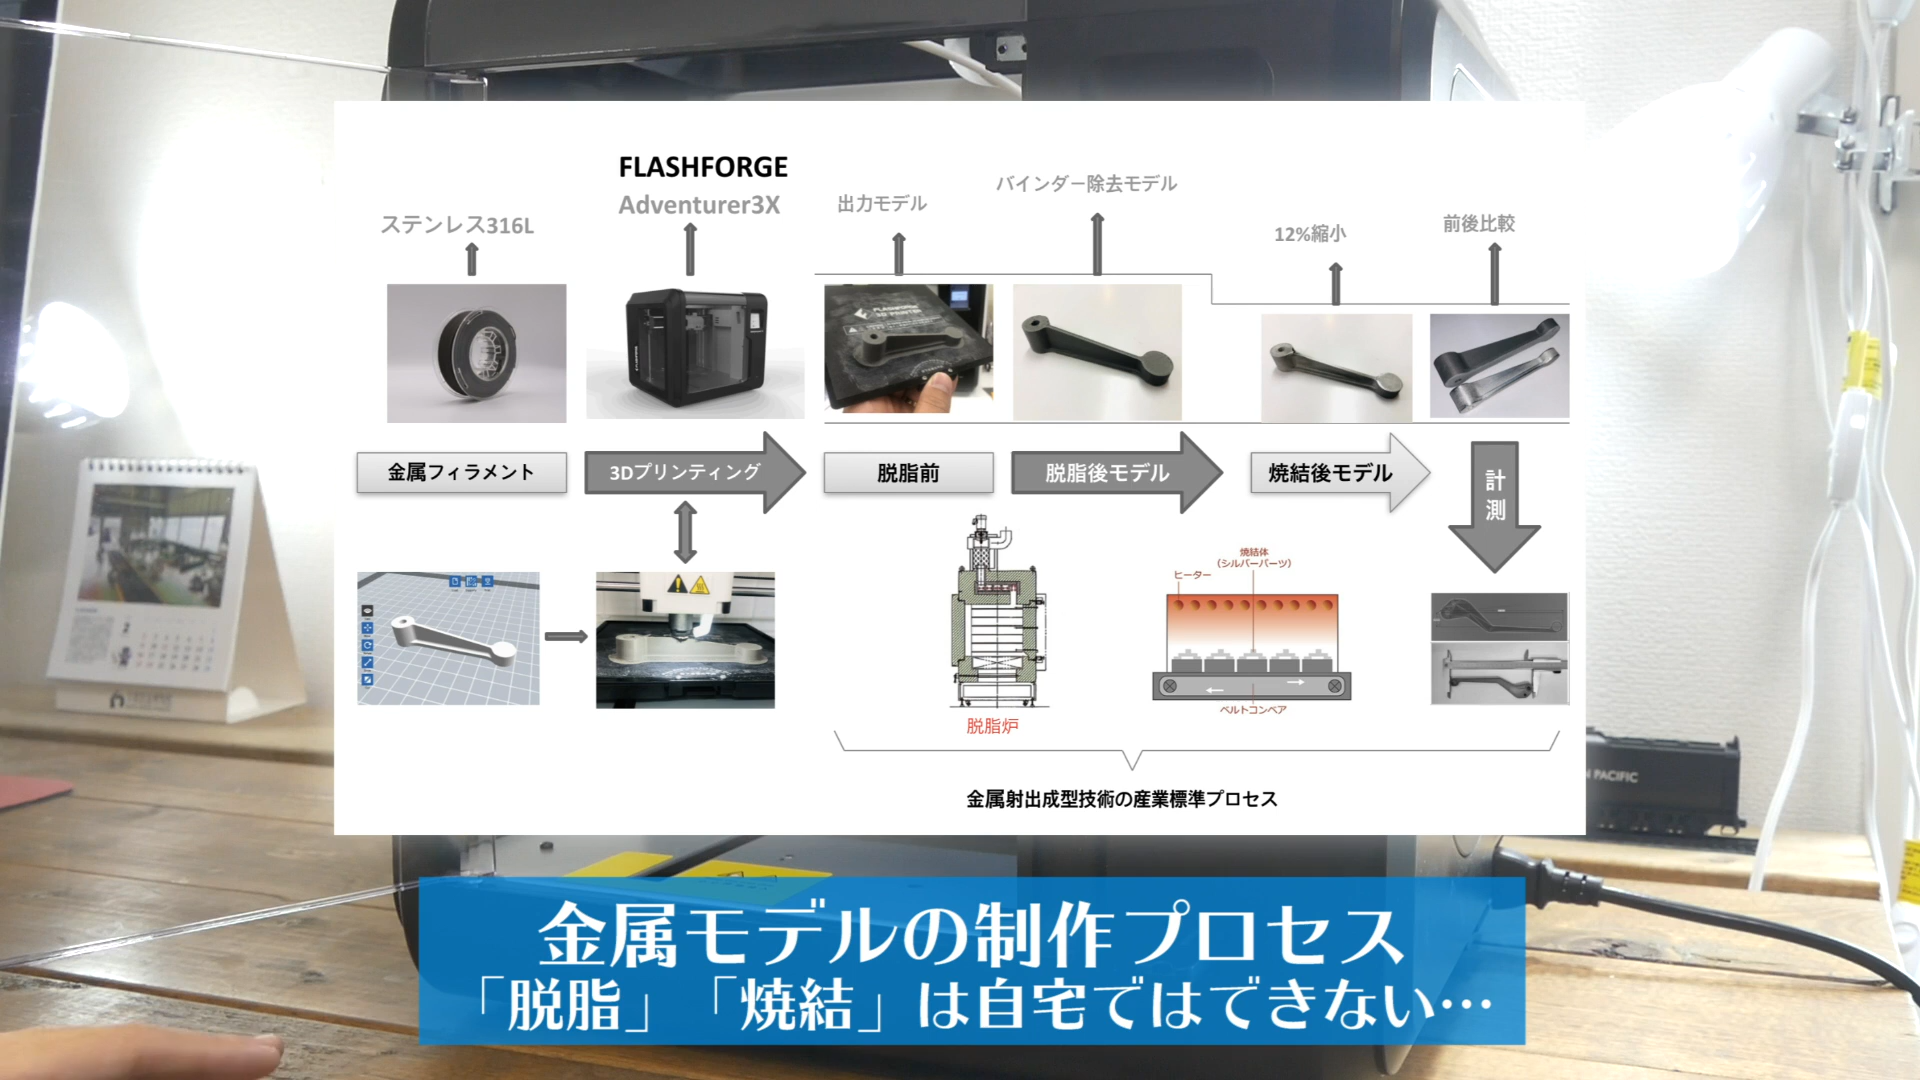 FLASHFORGE
Adventurer3X
ステンレス316L
出力モデル
バインダー除去モデル
12%縮小
前後比較
FLASHFORGE
3D PRINTER
金属フィラメント
3Dプリンティング
脱脂前
脱脂後モデル
焼結後モデル
計測
焼結体
(シルバーパーツ)
ヒーター
ベルトコンベア
脱脂炉
金属射出成型技術の産業標準プロセス
N PACIFIC
金属モデルの制作プロセス
「脱脂」「焼結」は自宅ではできない…